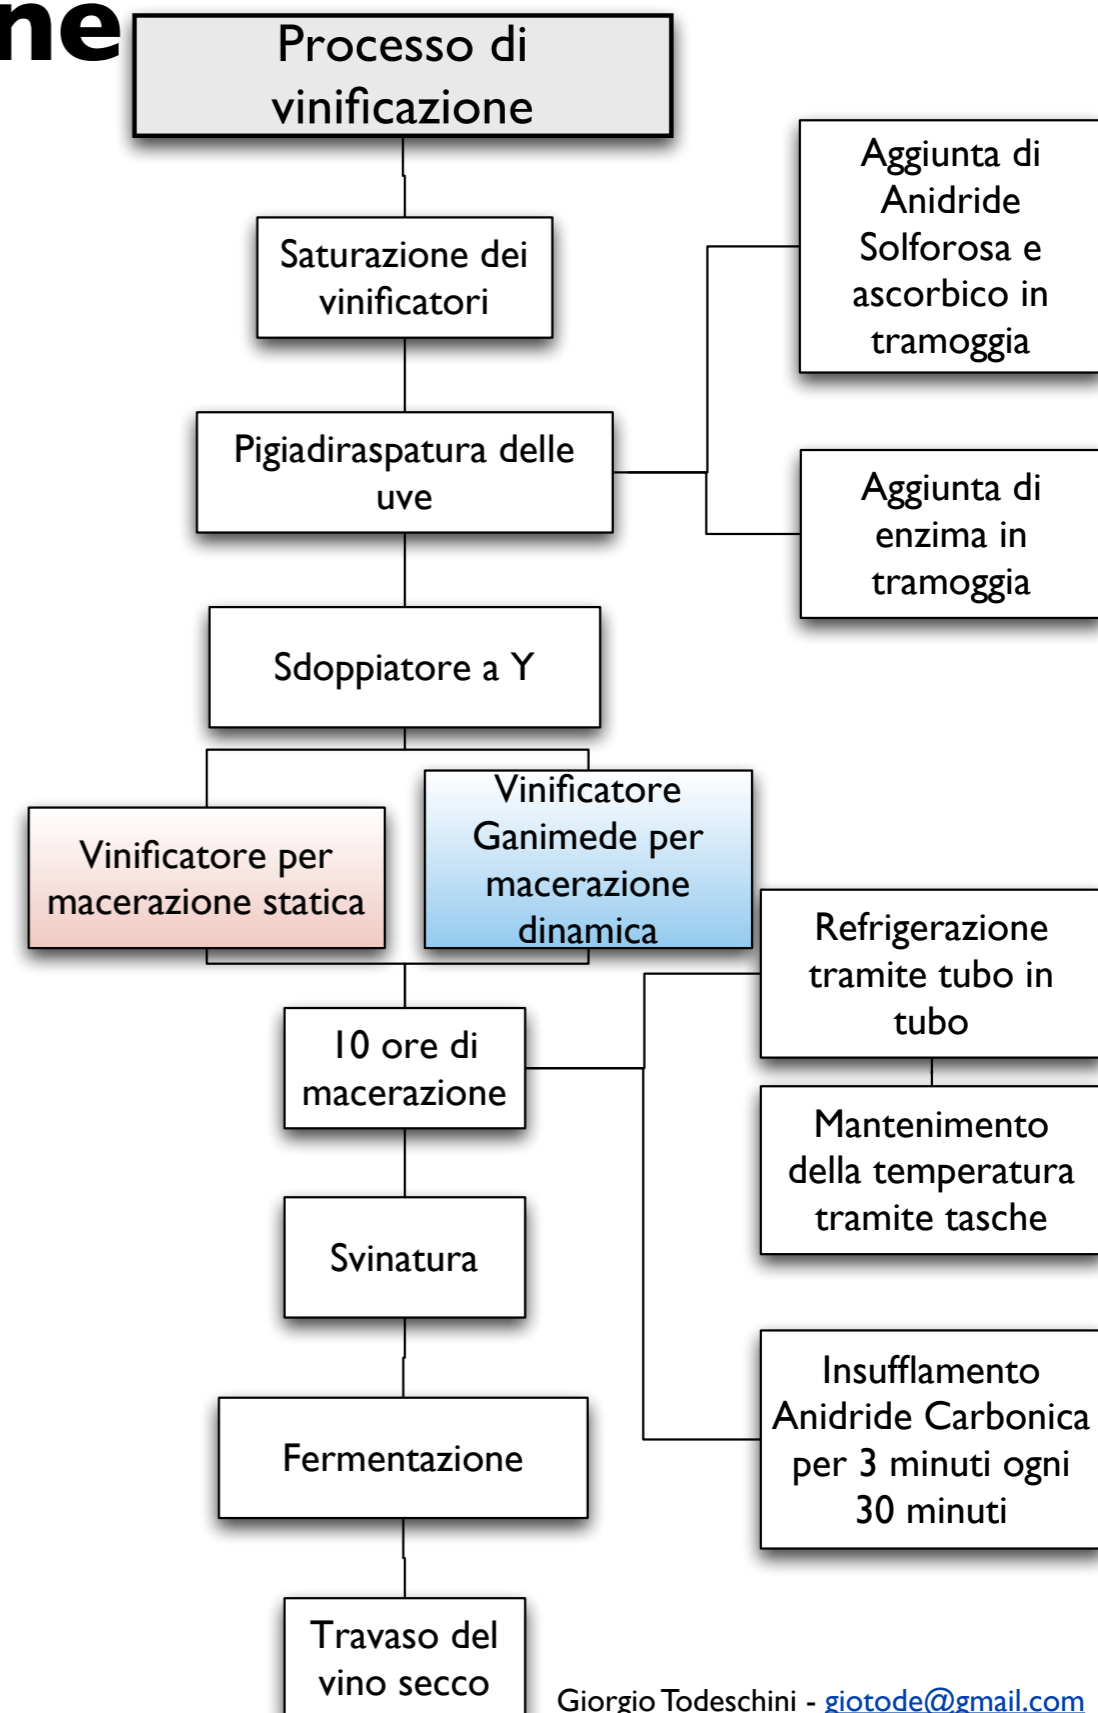 ne
Processo di
vinificazione
Saturazione dei
vinificatori
Aggiunta di
Anidride
Solforosa e
ascorbico in
tramoggia
Pigiadiraspatura delle
uve
Aggiunta di
enzima in
tramoggia
Sdoppiatore a Y
Vinificatore per
macerazione statica
Vinificatore
Ganimede per
macerazione
dinamica
10 ore di
macerazione
Refrigerazione
tramite tubo in
tubo
Mantenimento
della temperatura
tramite tasche
Svinatura
Insufflamento
Anidride Carbonica
per 3 minuti ogni
30 minuti
Fermentazione
Travaso del
vino secco
Giorgio Todeschini - giotode@gmail.com